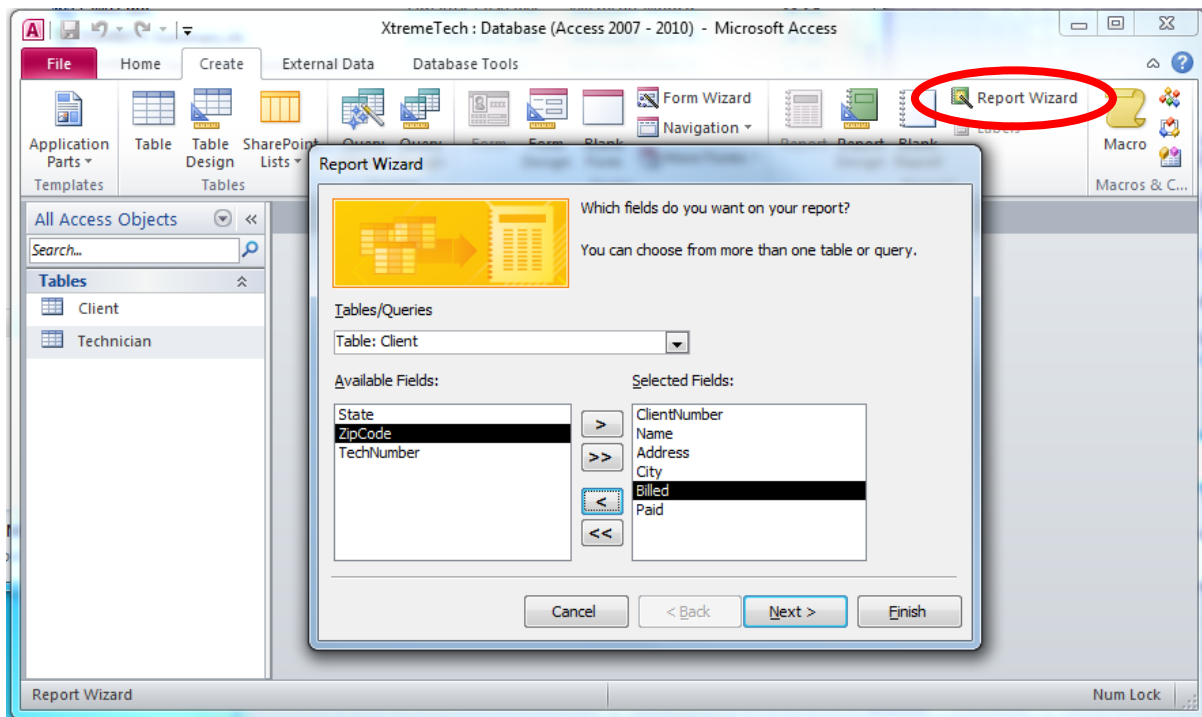 XtremeTech : Database (Access 2007 - 2010) - Microsoft Access
File Home Create External Data Database Tools
Application Parts
Table
Table Design
SharePoint Lists
Form Wizard
Navigation
Report Wizard
Labels
Macro
Templates
Tables
Macros & C...
All Access Objects
Search...
Tables
Client
Technician
Report Wizard
Which fields do you want on your report?
You can choose from more than one table or query.
Tables/Queries
Table: Client
Available Fields:
State
ZipCode
TechNumber
>
>>
<
<<
Selected Fields:
ClientNumber
Name
Address
City
Billed
Paid
Cancel
< Back
Next >
Finish
Report Wizard
Num Lock